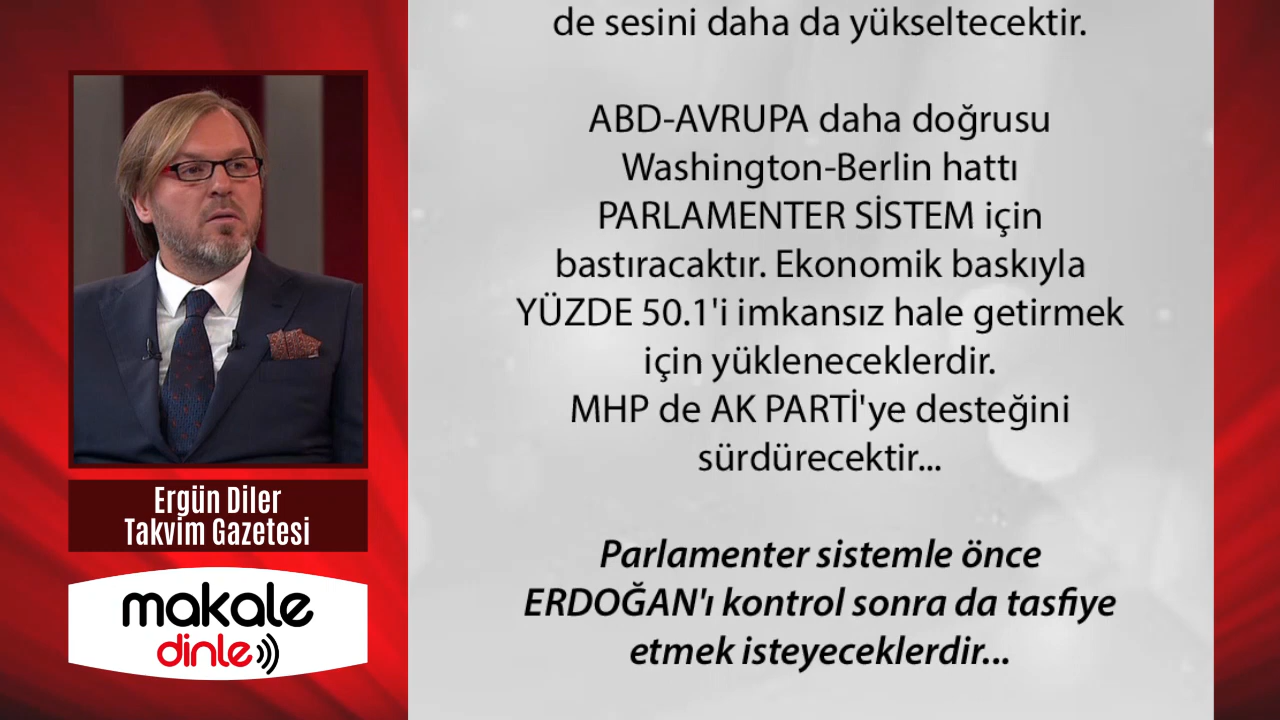 de sesini daha da yükseltecektir.
ABD-AVRUPA daha doğrusu
Washington-Berlin hattı
PARLAMENTER SİSTEM için
bastıracaktır. Ekonomik baskıyla
YÜZDE 50.1'i imkansız hale getirmek
için yükleneceklerdir.
MHP de AK PARTİ'ye desteğini
sürdürecektir...
Parlamenter sistemle önce
ERDOĞAN'ı kontrol sonra da tasfiye
etmek isteyeceklerdir...
Ergün Diler
Takvim Gazetesi
makale
dinle